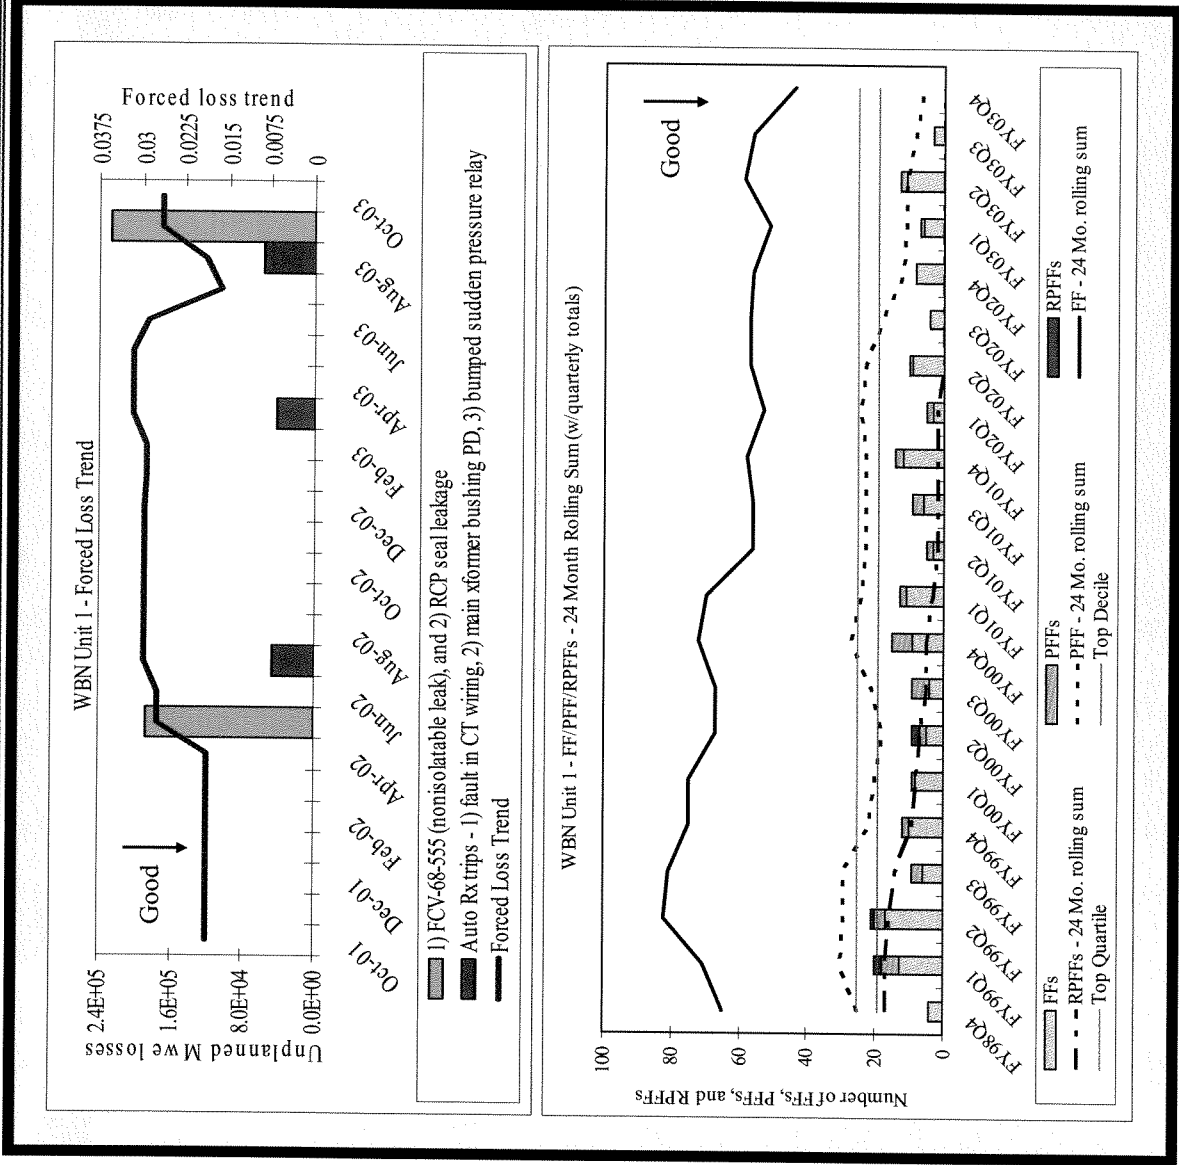 WBN Unit 1 - Forced Loss Trend
Unplanned Mwe losses
2.4E+05
1.6E+05
8.0E+04
0.0E+00
Good
Forced loss trend
0.0375
0.03
0.0225
0.015
0.0075
0
Oct-01
Dec-01
Feb-02
Apr-02
Jun-02
Aug-02
Oct-02
Dec-02
Feb-03
Apr-03
Jun-03
Aug-03
Oct-03
1) FCV-68-555 (nonisolatable leak), and 2) RCP seal leakage
Auto Rx trips - 1) fault in CT wiring, 2) main xformer bushing PD, 3) bumped sudden pressure relay
Forced Loss Trend
WBN Unit 1 - FF/PFF/RPFFs - 24 Month Rolling Sum (w/quarterly totals)
Number of FFs, PFFs, and RPFFs
100
80
60
40
20
0
Good
FY98Q4
FY99Q1
FY99Q2
FY99Q3
FY99Q4
FY00Q1
FY00Q2
FY00Q3
FY00Q4
FY01Q1
FY01Q2
FY01Q3
FY01Q4
FY02Q1
FY02Q2
FY02Q3
FY02Q4
FY03Q1
FY03Q2
FY03Q3
FY03Q4
FFs
PFFs
RPFFs
RPFFs - 24 Mo. rolling sum
PFF - 24 Mo. rolling sum
FF - 24 Mo. rolling sum
Top Quartile
Top Decile